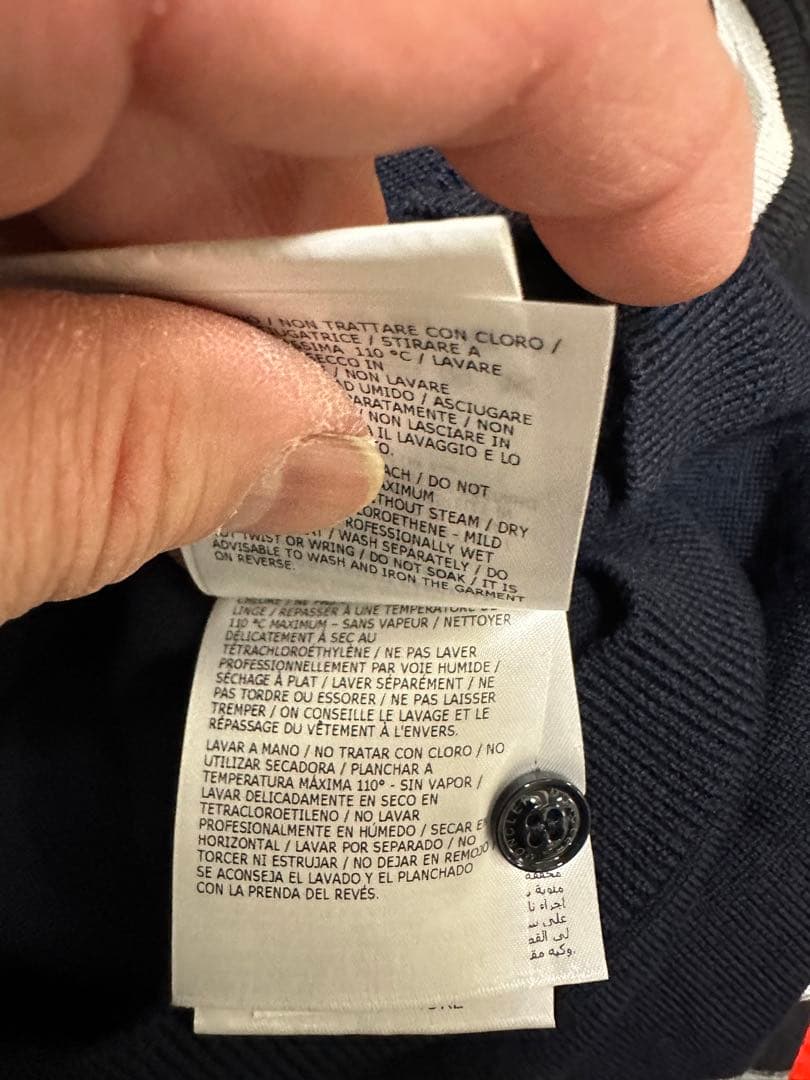 / NON TRATTARE CON CLORO /
/ STIRARE A
110 °C / LAVARE
SECCO IN
/ NON LAVARE
AD UMIDO / ASCIUGARE
/ NON
NON LASCIARE IN
IL LAVAGGIO E LO
/ DO NOT
MAXIMUM
WITHOUT STEAM / DRY
- MILD
PROFESSIONALLY WET
/ WASH SEPARATELY / DO
NOT TWIST OR WRING / DO NOT SOAK / IT IS
ADVISABLE TO WASH AND IRON THE GARMENT
ON REVERSE.
LINGE / REPASSER À UNE TEMPÉRATURE DE
110 °C MAXIMUM – SANS VAPEUR / NETTOYER
DÉLICATEMENT À SEC AU
TÉTRACHLOROÉTHYLÈNE / NE PAS LAVER
PROFESSIONNELLEMENT PAR VOIE HUMIDE /
SÉCHAGE À PLAT / LAVER SÉPARÉMENT / NE
PAS TORDRE OU ESSORER / NE PAS LAISSER
TREMPER / ON CONSEILLE LE LAVAGE ET LE
RÉPASSAGE DU VÊTEMENT À L'ENVERS.
LAVAR A MANO / NO TRATAR CON CLORO / NO
UTILIZAR SECADORA / PLANCHAR A
TEMPERATURA MÁXIMA 110° - SIN VAPOR /
LAVAR DELICADAMENTE EN SECO EN
TETRACLOROETILENO / NO LAVAR
PROFESIONALMENTE EN HÚMEDO / SECAR EN
HORIZONTAL / LAVAR POR SEPARADO / NO
TORCER NI ESTRUJAR / NO DEJAR EN REMOJO
SE ACONSEJA EL LAVADO Y EL PLANCHADO
CON LA PRENDA DEL REVÉS.